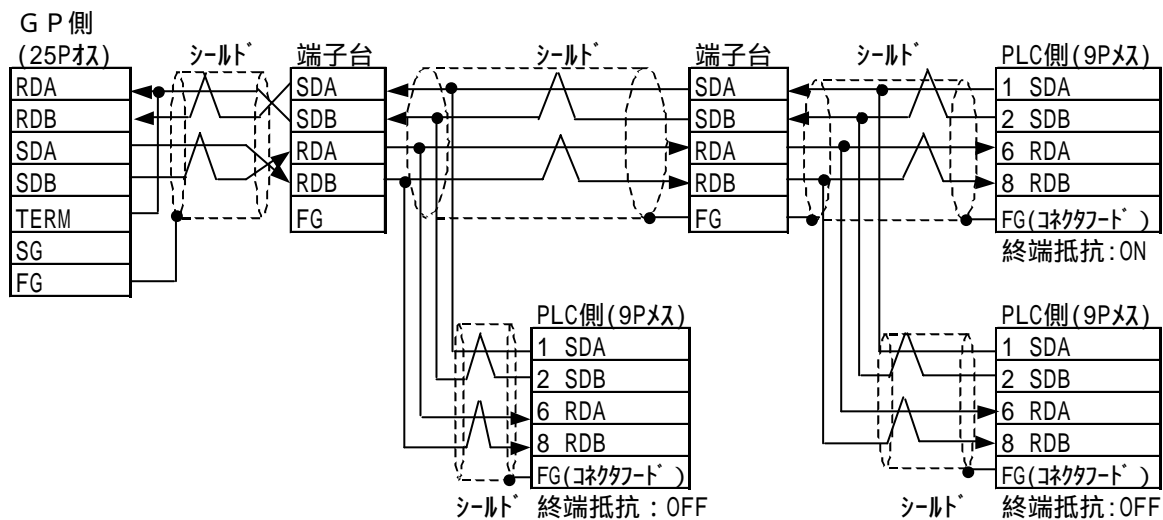 GP側
(25Pｵｽ)
RDA
RDB
SDA
SDB
TERM
SG
FG
ｼｰﾙﾄﾞ
端子台
SDA
SDB
RDA
RDB
FG
ｼｰﾙﾄﾞ
端子台
SDA
SDB
RDA
RDB
FG
ｼｰﾙﾄﾞ
PLC側(9Pﾒｽ)
1 SDA
2 SDB
6 RDA
8 RDB
FG(ｺﾈｸﾀﾌｰﾄﾞ)
終端抵抗:ON
PLC側(9Pﾒｽ)
1 SDA
2 SDB
6 RDA
8 RDB
FG(ｺﾈｸﾀﾌｰﾄﾞ)
ｼｰﾙﾄﾞ
終端抵抗：OFF
PLC側(9Pﾒｽ)
1 SDA
2 SDB
6 RDA
8 RDB
FG(ｺﾈｸﾀﾌｰﾄﾞ)
ｼｰﾙﾄﾞ
終端抵抗:OFF